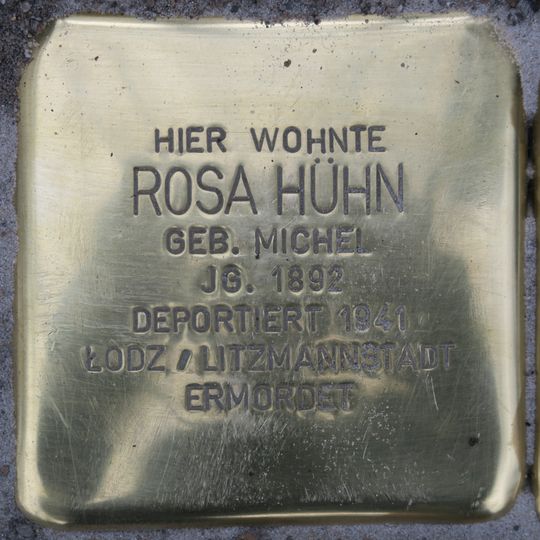 HIER WOHNTE
ROSA HÜHN
GEB. MICHEL
JG. 1892
DEPORTIERT 1941
ŁODZ / LITZMANNSTADT
ERMORDET